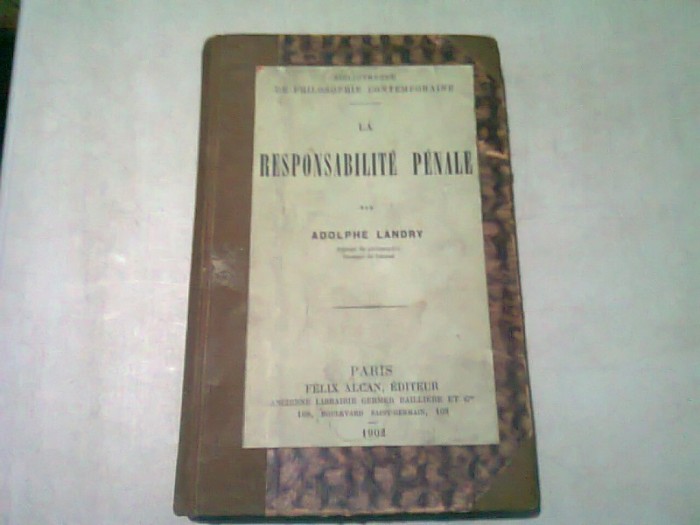 BIBLIOTHÈQUE
DE PHILOSOPHIE CONTEMPORAINE
LA
RESPONSABILITÉ PÉNALE
PAR
ADOLPHE LANDRY
PARIS
FÉLIX ALCAN, ÉDITEUR
ANCIENNE LIBRAIRIE GERMER BAILLIÈRE ET Cie
108, BOULEVARD SAINT-GERMAIN, 108
1902